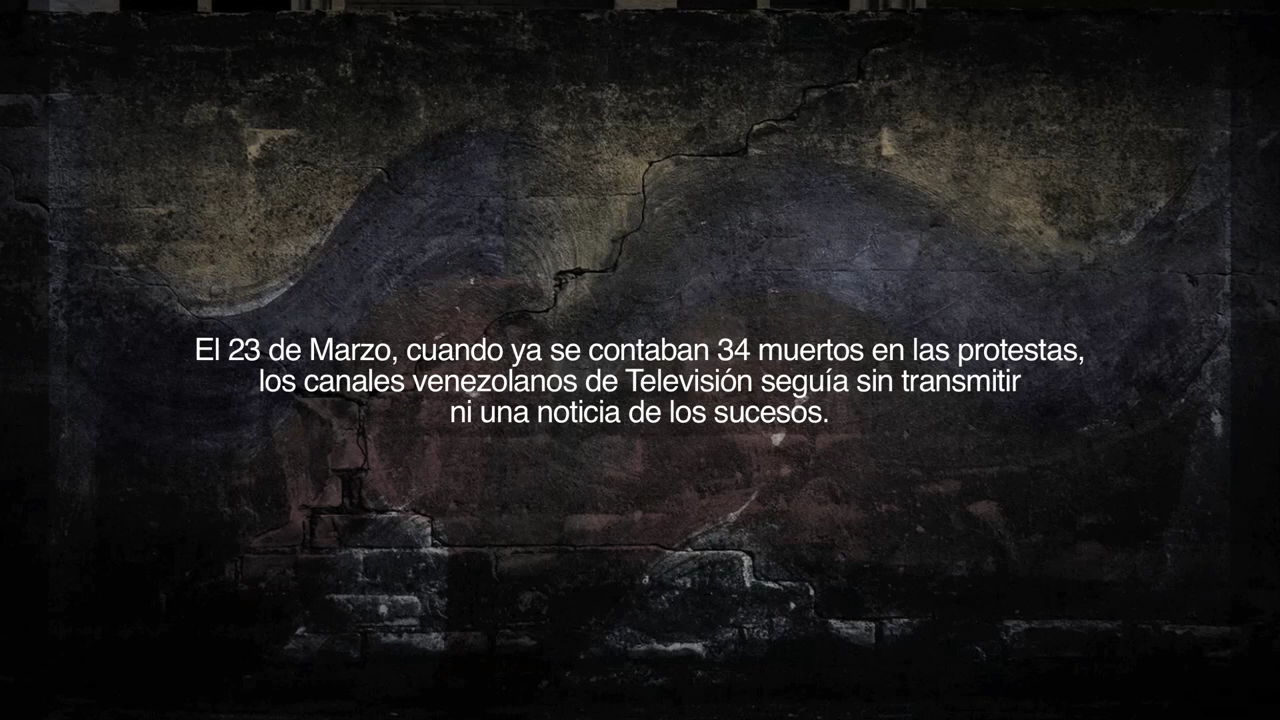 El 23 de Marzo, cuando ya se contaban 34 muertos en las protestas,
los canales venezolanos de Televisión seguía sin transmitir
ni una noticia de los sucesos.